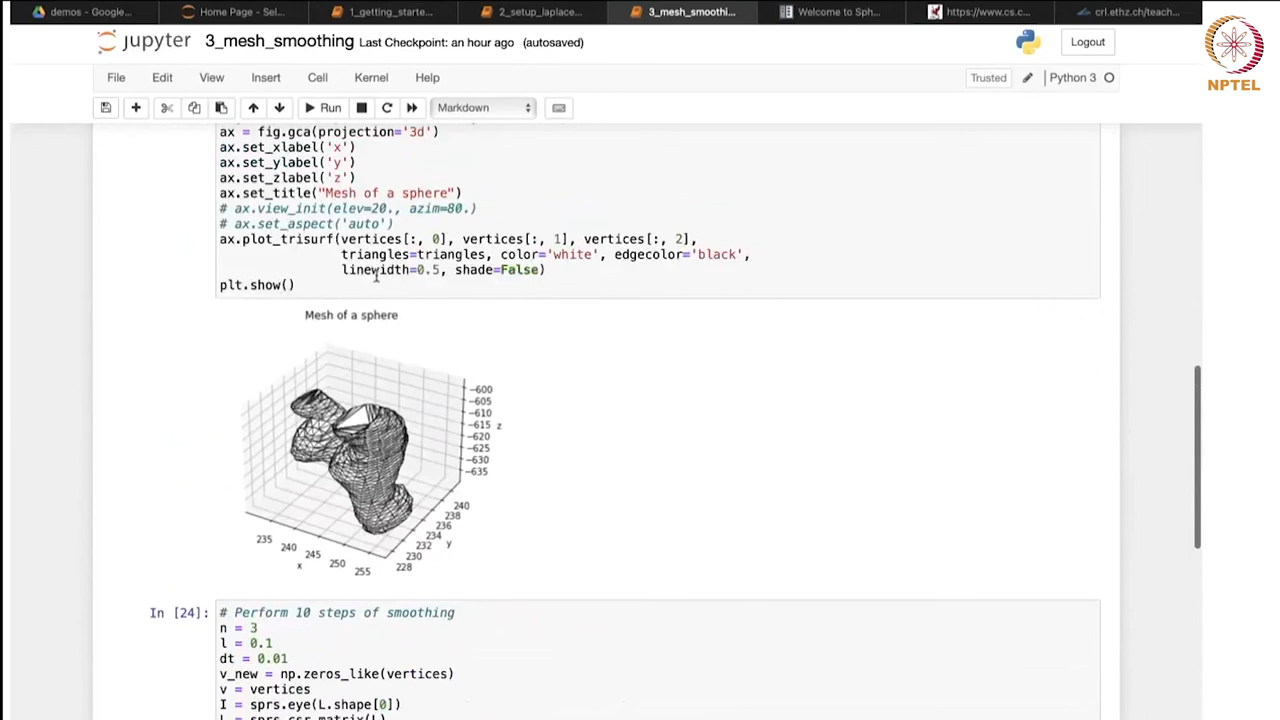 demos - Google...
Home Page - Sel...
1_getting_starte...
2_setup_laplace...
3_mesh_smoothi...
Welcome to Sph...
https://www.cs.c...
crl.ethz.ch/teach...
jupyter 3_mesh_smoothing Last Checkpoint: an hour ago (autosaved)
Logout
NPTEL
File Edit View Insert Cell Kernel Help
Trusted Python 3
Run Markdown
ax = fig.gca(projection='3d')
ax.set_xlabel('x')
ax.set_ylabel('y')
ax.set_zlabel('z')
ax.set_title("Mesh of a sphere")
# ax.view_init(elev=20., azim=80.)
# ax.set_aspect('auto')
ax.plot_trisurf(vertices[:, 0], vertices[:, 1], vertices[:, 2],
triangles=triangles, color='white', edgecolor='black',
linewidth=0.5, shade=False)
plt.show()
Mesh of a sphere
-600
-605
-610
-615
-620
-625
-630
-635
z
240
238
236
234
232
230
228
y
235
240
245
250
255
x
In [24]:
# Perform 10 steps of smoothing
n = 3
l = 0.1
dt = 0.01
v_new = np.zeros_like(vertices)
v = vertices
I = sprs.eye(L.shape[0])
L = sprs.csr_matrix(L)